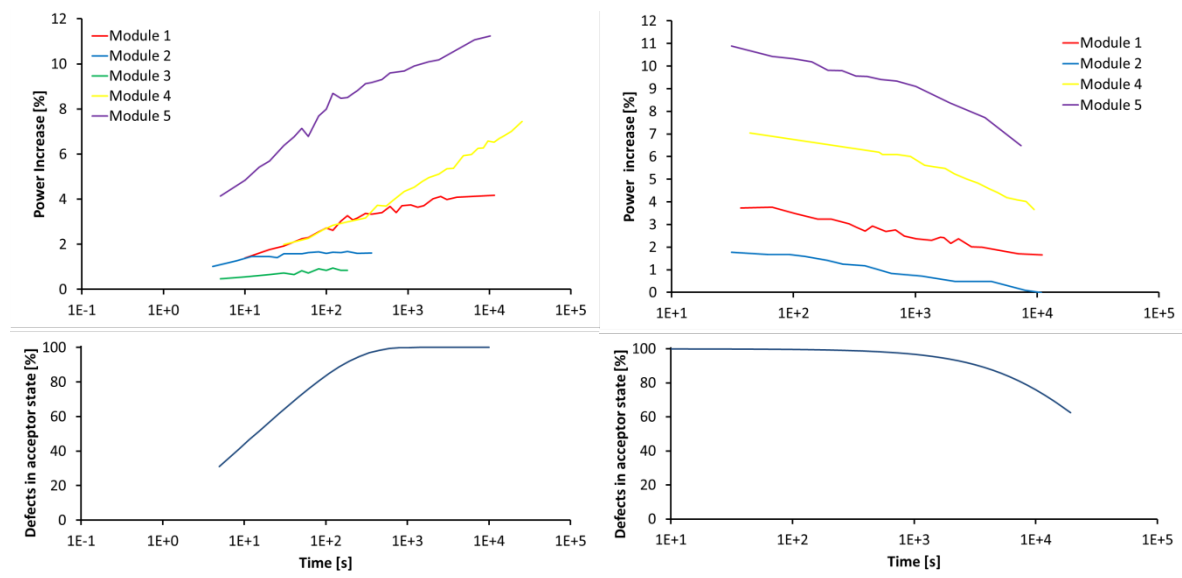 12
10
8
6
4
2
0
Power Increase [%]
Module 1
Module 2
Module 3
Module 4
Module 5
1E-1 1E+0 1E+1 1E+2 1E+3 1E+4 1E+5
12
11
10
9
8
7
6
5
4
3
2
1
0
Power increase [%]
Module 1
Module 2
Module 4
Module 5
1E+1 1E+2 1E+3 1E+4 1E+5
100
80
60
40
20
0
Defects in acceptor state [%]
1E-1 1E+0 1E+1 1E+2 1E+3 1E+4 1E+5
Time [s]
100
80
60
40
20
0
Defects in acceptor state [%]
1E+1 1E+2 1E+3 1E+4 1E+5
Time [s]